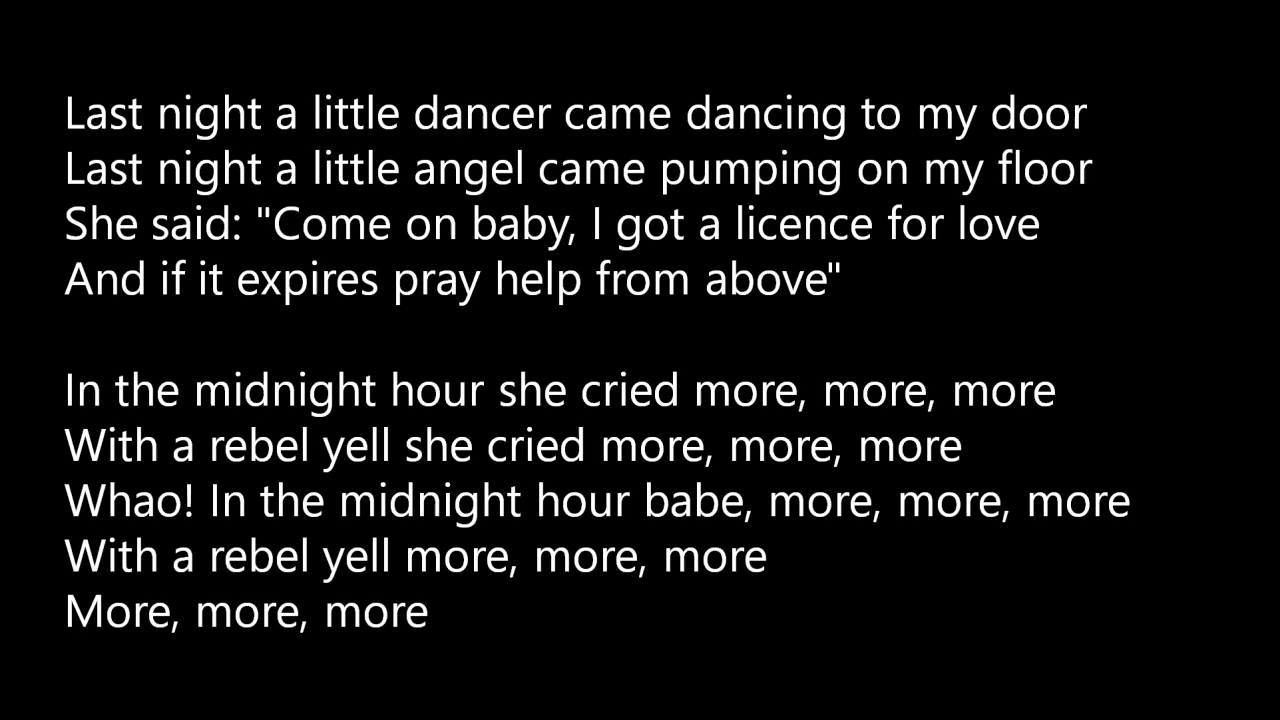 Last night a little dancer came dancing to my door
Last night a little angel came pumping on my floor
She said: "Come on baby, I got a licence for love
And if it expires pray help from above"

In the midnight hour she cried more, more, more
With a rebel yell she cried more, more, more
Whao! In the midnight hour babe, more, more, more
With a rebel yell more, more, more
More, more, more